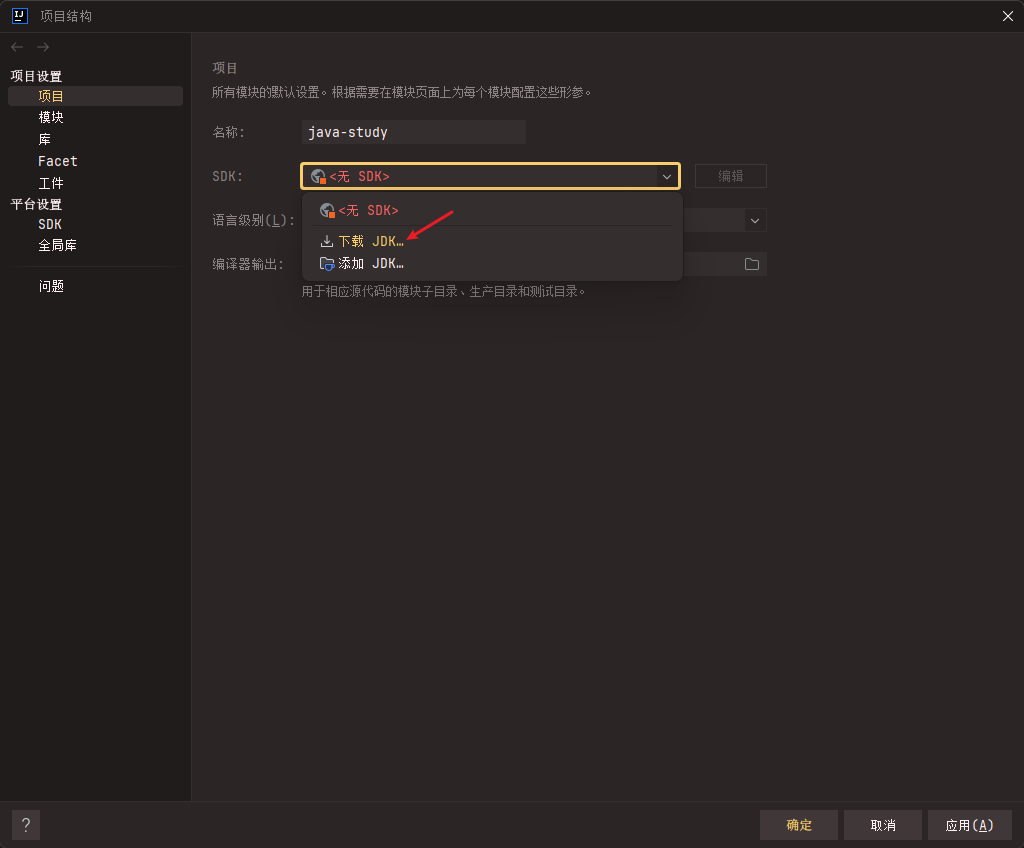 IJ 项目结构
项目设置
项目
模块
库
Facet
工件
平台设置
SDK
全局库
问题
项目
所有模块的默认设置。根据需要在模块页面上为每个模块配置这些形参。
名称: java-study
SDK: <无 SDK> 编辑
<无 SDK>
语言级别(L):
下载 JDK…
添加 JDK…
编译器输出:
用于相应源代码的模块子目录、生产目录和测试目录。
? 确定 取消 应用(A)